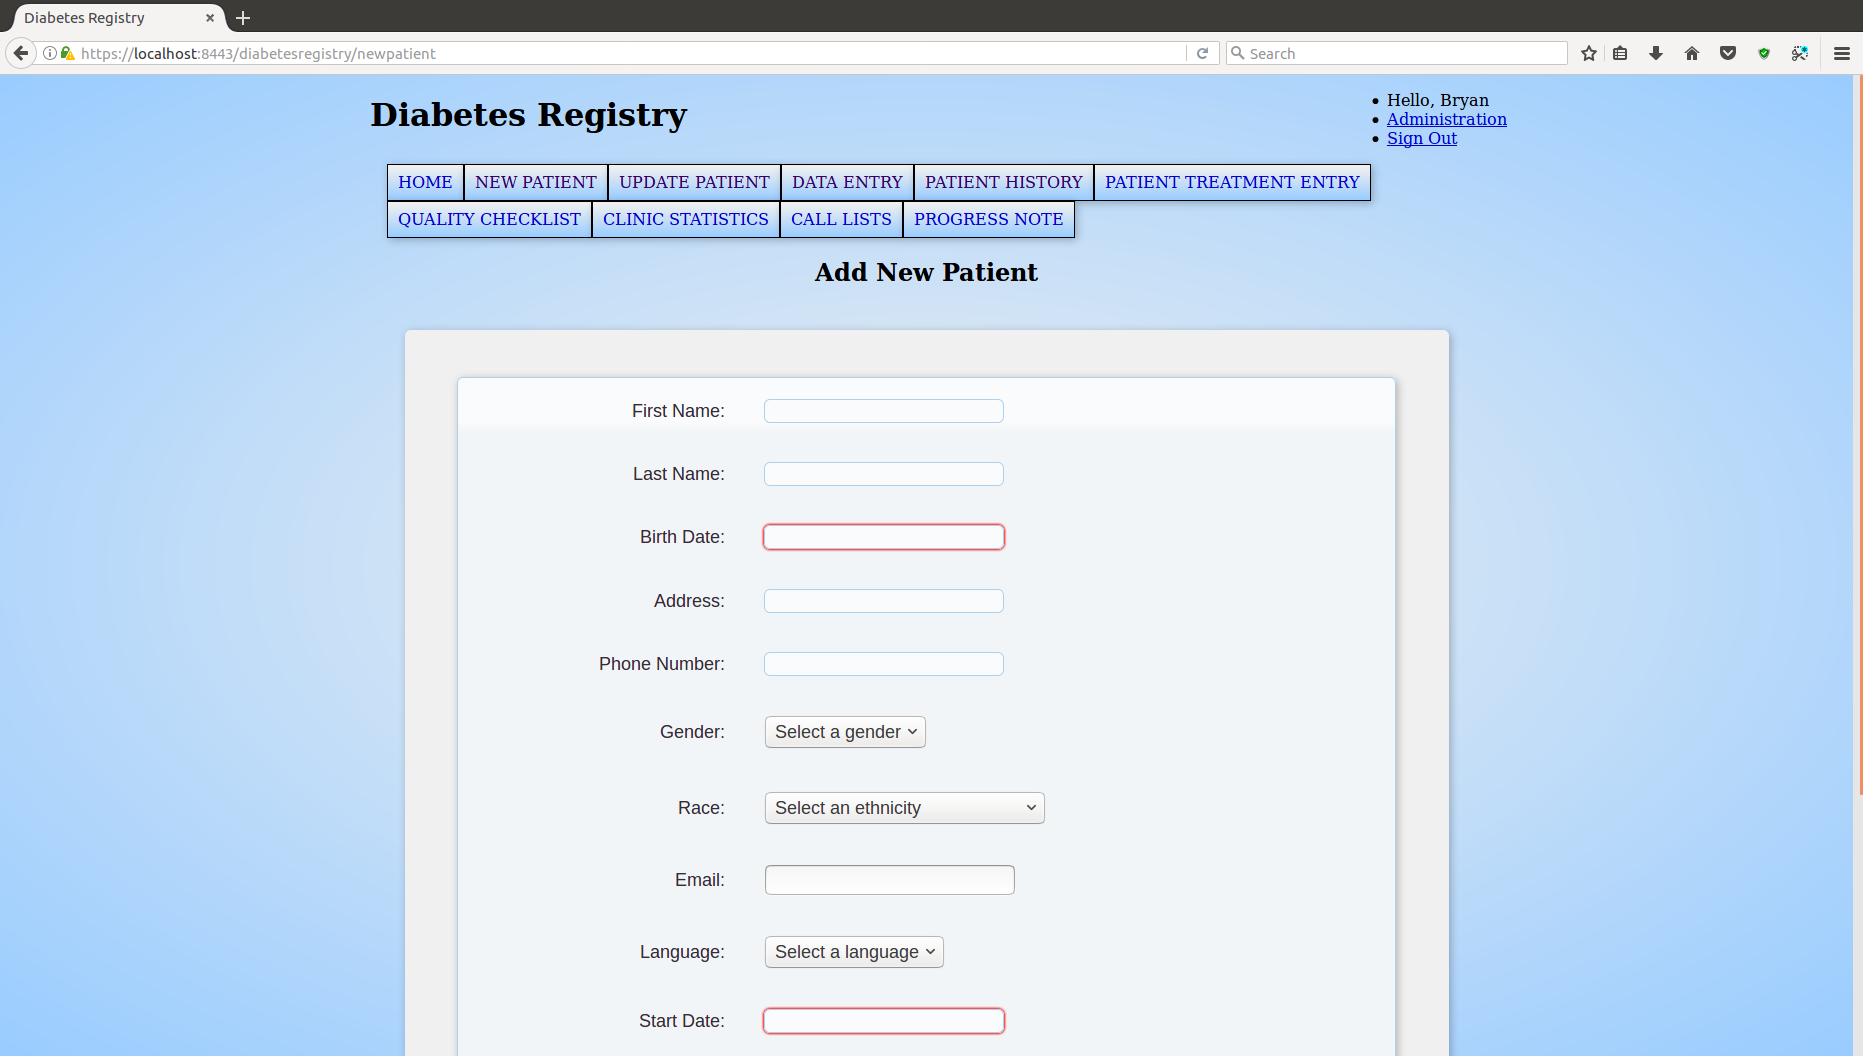 Diabetes Registry
https://localhost:8443/diabetesregistry/newpatient
Search
Diabetes Registry
Hello, Bryan
Administration
Sign Out
HOME NEW PATIENT UPDATE PATIENT DATA ENTRY PATIENT HISTORY PATIENT TREATMENT ENTRY
QUALITY CHECKLIST CLINIC STATISTICS CALL LISTS PROGRESS NOTE
Add New Patient
First Name:
Last Name:
Birth Date:
Address:
Phone Number:
Gender: Select a gender
Race: Select an ethnicity
Email:
Language: Select a language
Start Date: